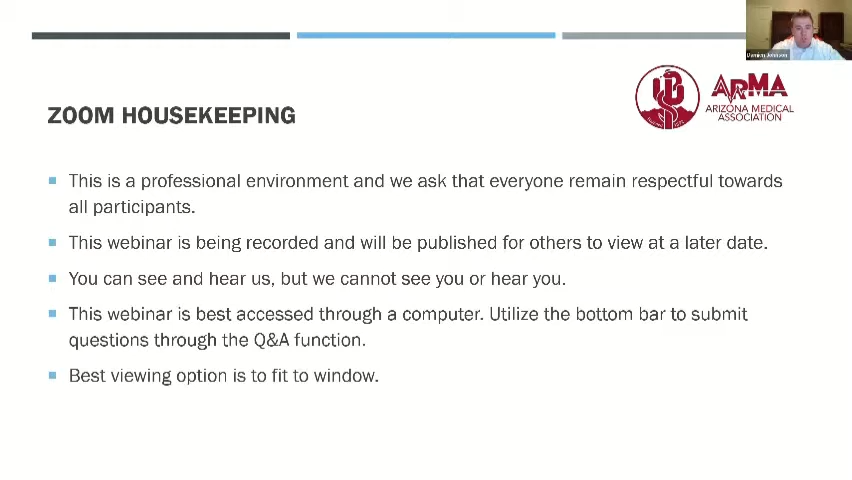 Damien Johnson
ARMA
ARIZONA MEDICAL
ASSOCIATION
ZOOM HOUSEKEEPING
This is a professional environment and we ask that everyone remain respectful towards
all participants.
This webinar is being recorded and will be published for others to view at a later date.
You can see and hear us, but we cannot see you or hear you.
This webinar is best accessed through a computer. Utilize the bottom bar to submit
questions through the Q&A function.
Best viewing option is to fit to window.